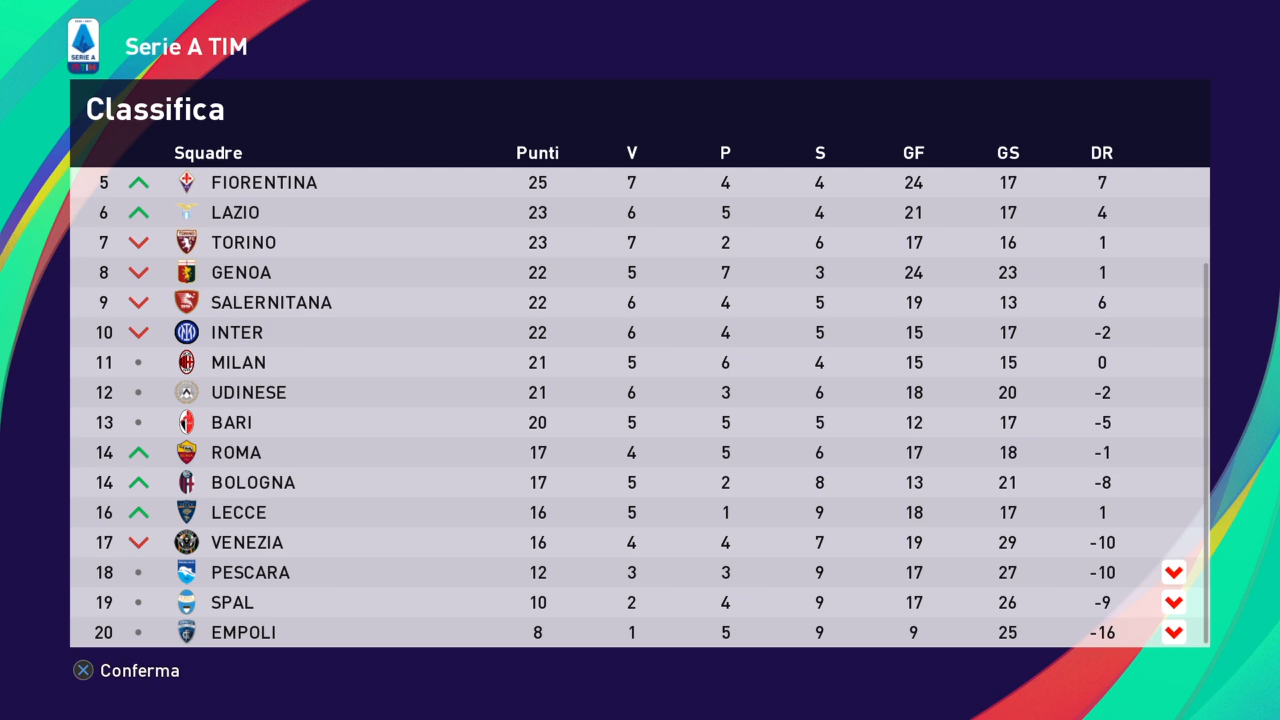 SERIE A
TIM
Serie A TIM
Classifica
Squadre Punti V P S GF GS DR
5 FIORENTINA 25 7 4 4 24 17 7
6 LAZIO 23 6 5 4 21 17 4
7 TORINO 23 7 2 6 17 16 1
8 GENOA 22 5 7 3 24 23 1
9 SALERNITANA 22 6 4 5 19 13 6
10 INTER 22 6 4 5 15 17 -2
11 MILAN 21 5 6 4 15 15 0
12 UDINESE 21 6 3 6 18 20 -2
13 BARI 20 5 5 5 12 17 -5
14 ROMA 17 4 5 6 17 18 -1
14 BOLOGNA 17 5 2 8 13 21 -8
16 LECCE 16 5 1 9 18 17 1
17 VENEZIA 16 4 4 7 19 29 -10
18 PESCARA 12 3 3 9 17 27 -10
19 SPAL 10 2 4 9 17 26 -9
20 EMPOLI 8 1 5 9 9 25 -16
Conferma